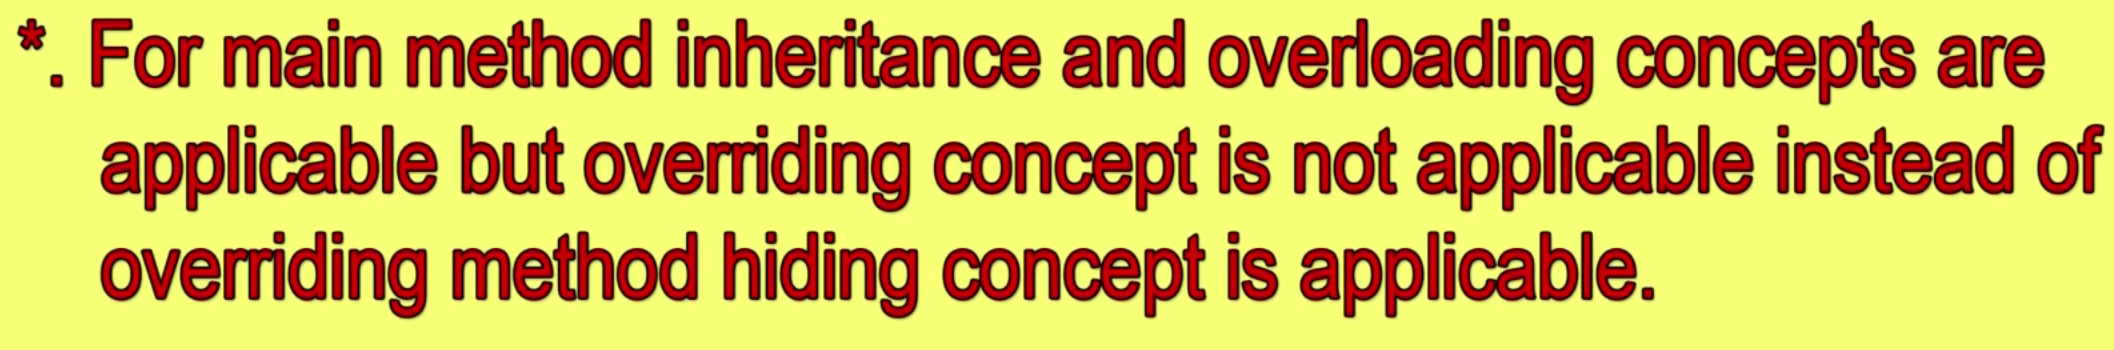 *. For main method inheritance and overloading concepts are
applicable but overriding concept is not applicable instead of
overriding method hiding concept is applicable.